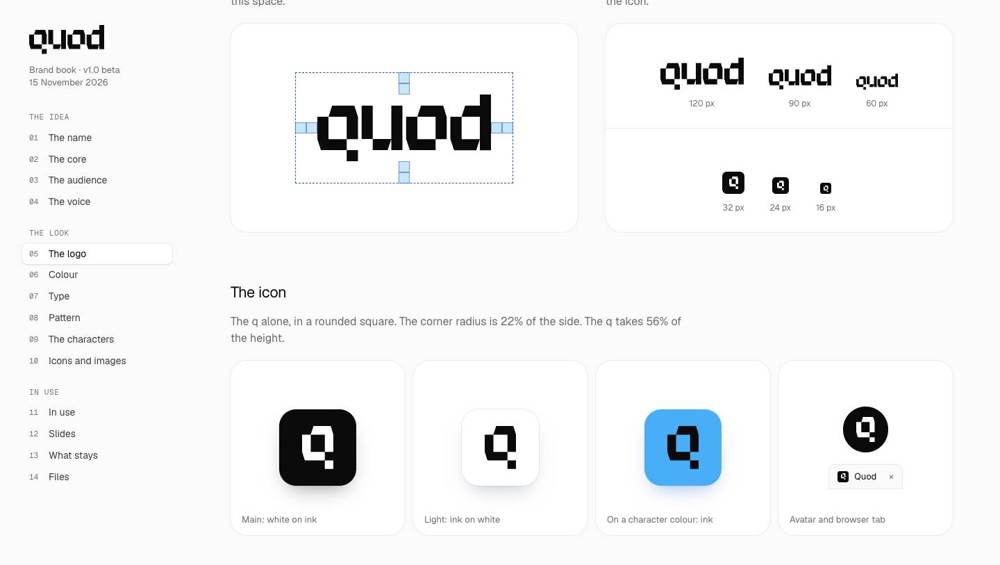 quod
Brand book · v1.0 beta
15 November 2026
THE IDEA
01 The name
02 The core
03 The audience
04 The voice
THE LOOK
05 The logo
06 Colour
07 Type
08 Pattern
09 The characters
10 Icons and images
IN USE
11 In use
12 Slides
13 What stays
14 Files
this space.
quod
the icon.
quod quod quod
120 px 90 px 60 px
q q q
32 px 24 px 16 px
The icon
The q alone, in a rounded square. The corner radius is 22% of the side. The q takes 56% of
the height.
q
Main: white on ink
q
Light: ink on white
q
On a character colour: ink
q
q Quod ×
Avatar and browser tab